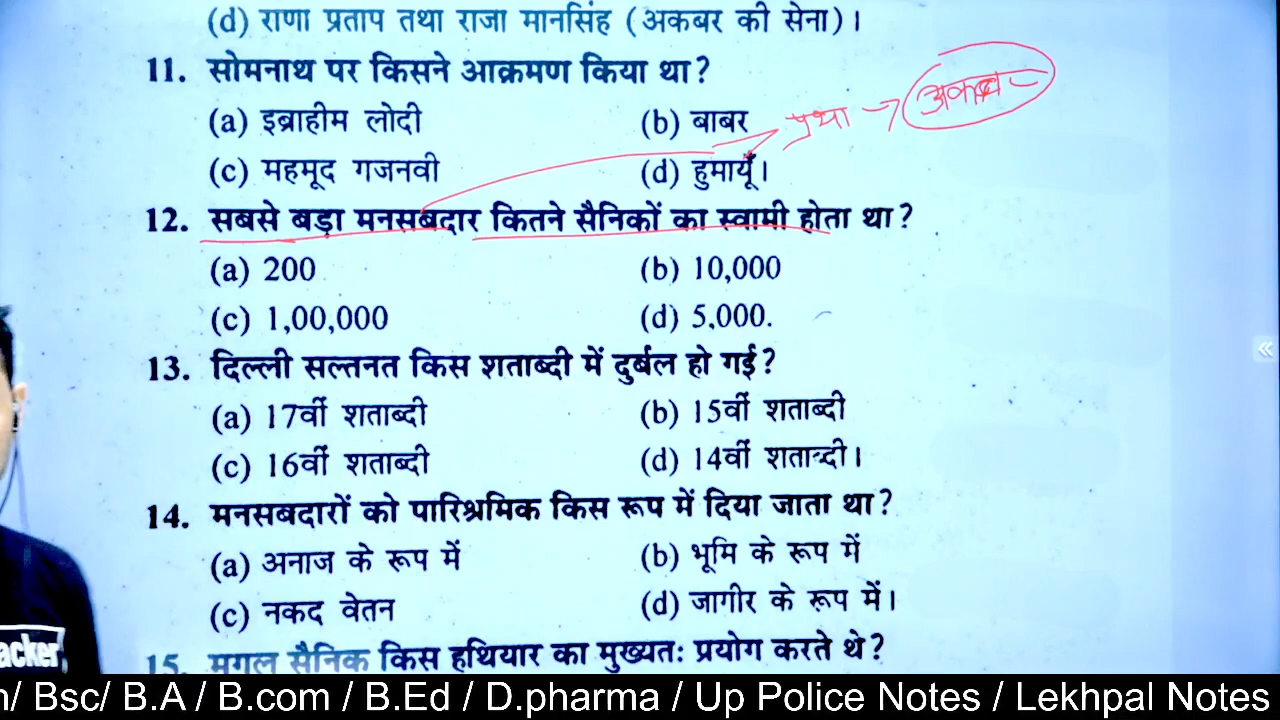 (d) राणा प्रताप तथा राजा मानसिंह (अकबर की सेना)।
11. सोमनाथ पर किसने आक्रमण किया था?
(a) इब्राहीम लोदी (b) बाबर
प्रथा → अकबर
(c) महमूद गजनवी (d) हुमायूँ।
12. सबसे बड़ा मनसबदार कितने सैनिकों का स्वामी होता था?
(a) 200 (b) 10,000
(c) 1,00,000 (d) 5,000.
13. दिल्ली सल्तनत किस शताब्दी में दुर्बल हो गई?
(a) 17वीं शताब्दी (b) 15वीं शताब्दी
(c) 16वीं शताब्दी (d) 14वीं शताब्दी।
14. मनसबदारों को पारिश्रमिक किस रूप में दिया जाता था?
(a) अनाज के रूप में (b) भूमि के रूप में
(c) नकद वेतन (d) जागीर के रूप में।
15. मुगल सैनिक किस हथियार का मुख्यतः प्रयोग करते थे?
acker
/ Bsc/ B.A / B.com / B.Ed / D.pharma / Up Police Notes / Lekhpal Notes